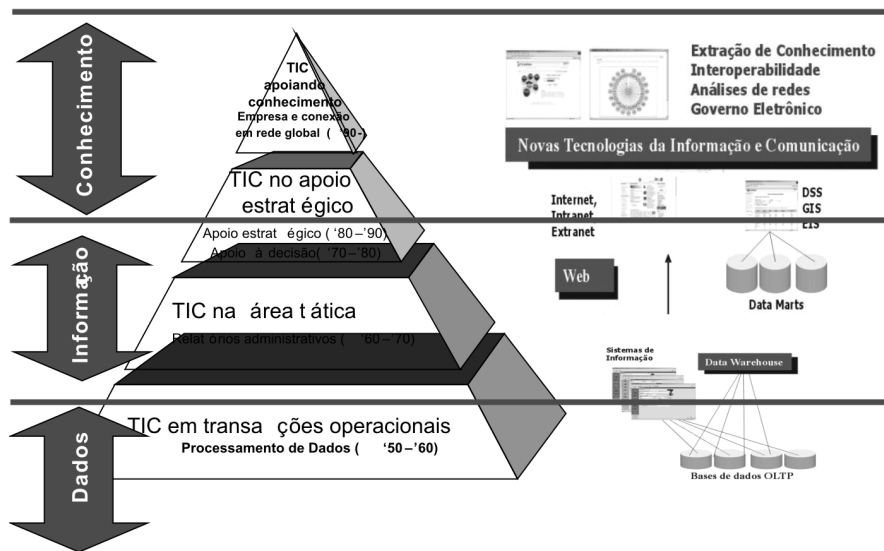 Conhecimento
TIC
apoiando
conhecimento
Empresa e conexão
em rede global ( '90-)
TIC no apoio
estrat égico
Apoio estrat égico ( '80–'90)
Apoio à decisão( '70–'80)
Informação
TIC na área t ática
Relat órios administrativos ( '60–'70)
Dados
TIC em transa ções operacionais
Processamento de Dados ( '50–'60)
Extração de Conhecimento
Interoperabilidade
Análises de redes
Governo Eletrônico
Novas Tecnologias da Informação e Comunicação
Internet,
Intranet,
Extranet
DSS
GIS
EIS
Web
Data Marts
Sistemas de
Informação
Data Warehouse
Bases de dados OLTP